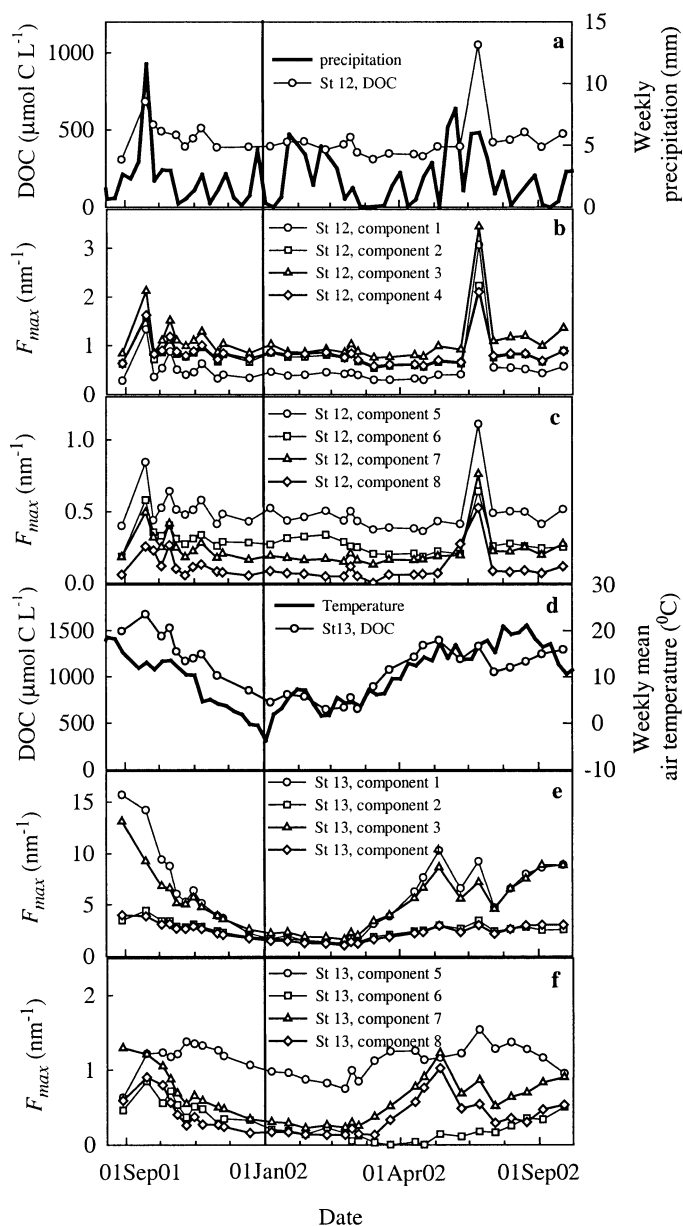 1000
500
0
DOC (µmol C L⁻¹)
precipitation
St 12, DOC
a
15
10
5
0
Weekly
precipitation (mm)
3
2
1
0
Fmax (nm⁻¹)
St 12, component 1
St 12, component 2
St 12, component 3
St 12, component 4
b
1.0
0.5
0.0
Fmax (nm⁻¹)
St 12, component 5
St 12, component 6
St 12, component 7
St 12, component 8
c
1500
1000
500
0
DOC (µmol C L⁻¹)
Temperature
St13, DOC
d
30
20
10
0
-10
Weekly mean
air temperature (⁰C)
15
10
5
0
Fmax (nm⁻¹)
St 13, component 1
St 13, component 2
St 13, component 3
St 13, component 4
e
2
1
0
Fmax (nm⁻¹)
St 13, component 5
St 13, component 6
St 13, component 7
St 13, component 8
f
01Sep01 01Jan02 01Apr02 01Sep02
Date